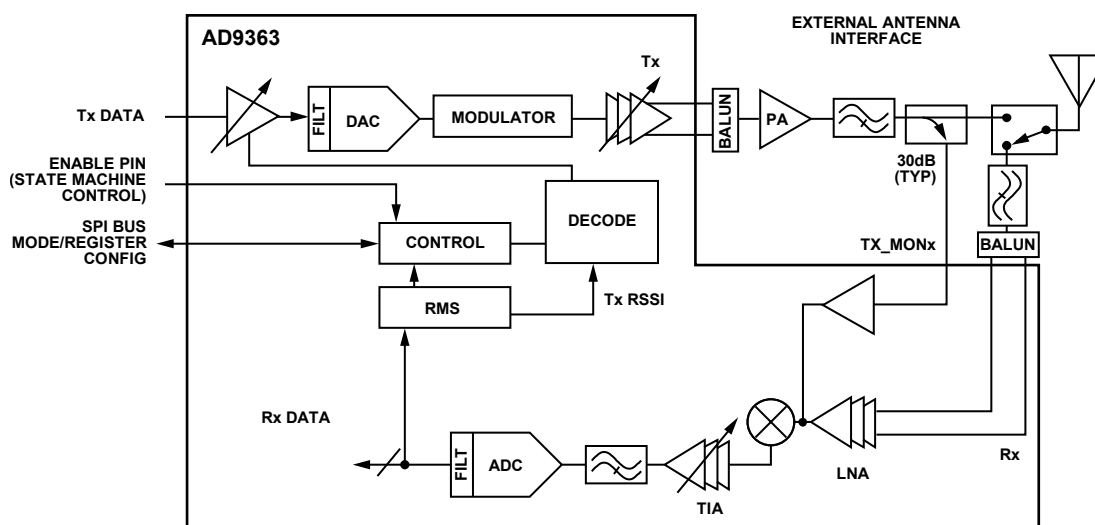 EXTERNAL ANTENNA
INTERFACE
AD9363
Tx
Tx DATA
FILT
DAC
MODULATOR
BALUN
PA
30dB
(TYP)
ENABLE PIN
(STATE MACHINE
CONTROL)
SPI BUS
MODE/REGISTER
CONFIG
CONTROL
DECODE
TX_MONx
BALUN
RMS
Tx RSSI
Rx DATA
FILT
ADC
TIA
LNA
Rx